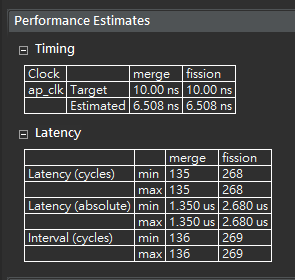 Performance Estimates
Timing
Clock merge fission
ap_clk Target 10.00 ns 10.00 ns
Estimated 6.508 ns 6.508 ns
Latency
merge fission
Latency (cycles) min 135 268
max 135 268
Latency (absolute) min 1.350 us 2.680 us
max 1.350 us 2.680 us
Interval (cycles) min 136 269
max 136 269